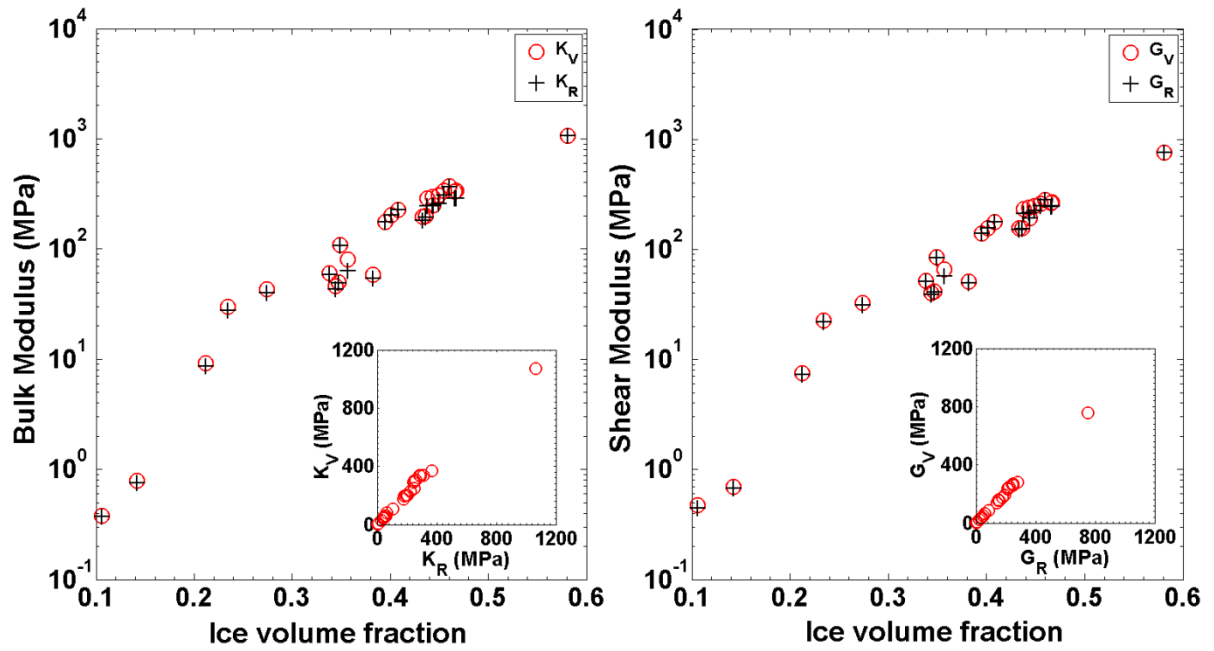 Bulk Modulus (MPa)
10^4
10^3
10^2
10^1
10^0
10^-1
K_V
K_R
K_V (MPa)
1200
800
400
0
0 400 800 1200
K_R (MPa)
0.1 0.2 0.3 0.4 0.5 0.6
Ice volume fraction
Shear Modulus (MPa)
10^4
10^3
10^2
10^1
10^0
10^-1
G_V
G_R
G_V (MPa)
1200
800
400
0
0 400 800 1200
G_R (MPa)
0.1 0.2 0.3 0.4 0.5 0.6
Ice volume fraction